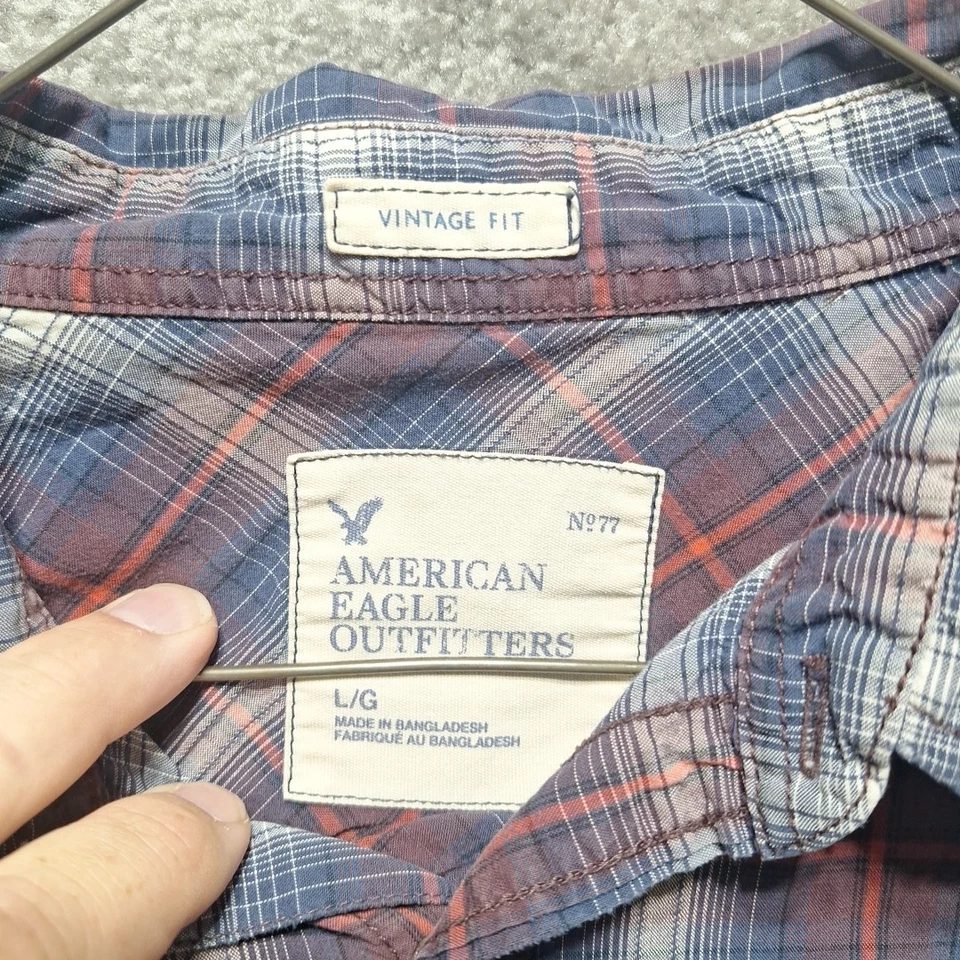 VINTAGE FIT
Nº77
AMERICAN
EAGLE
OUTFITTERS
L/G
MADE IN BANGLADESH
FABRIQUÉ AU BANGLADESH